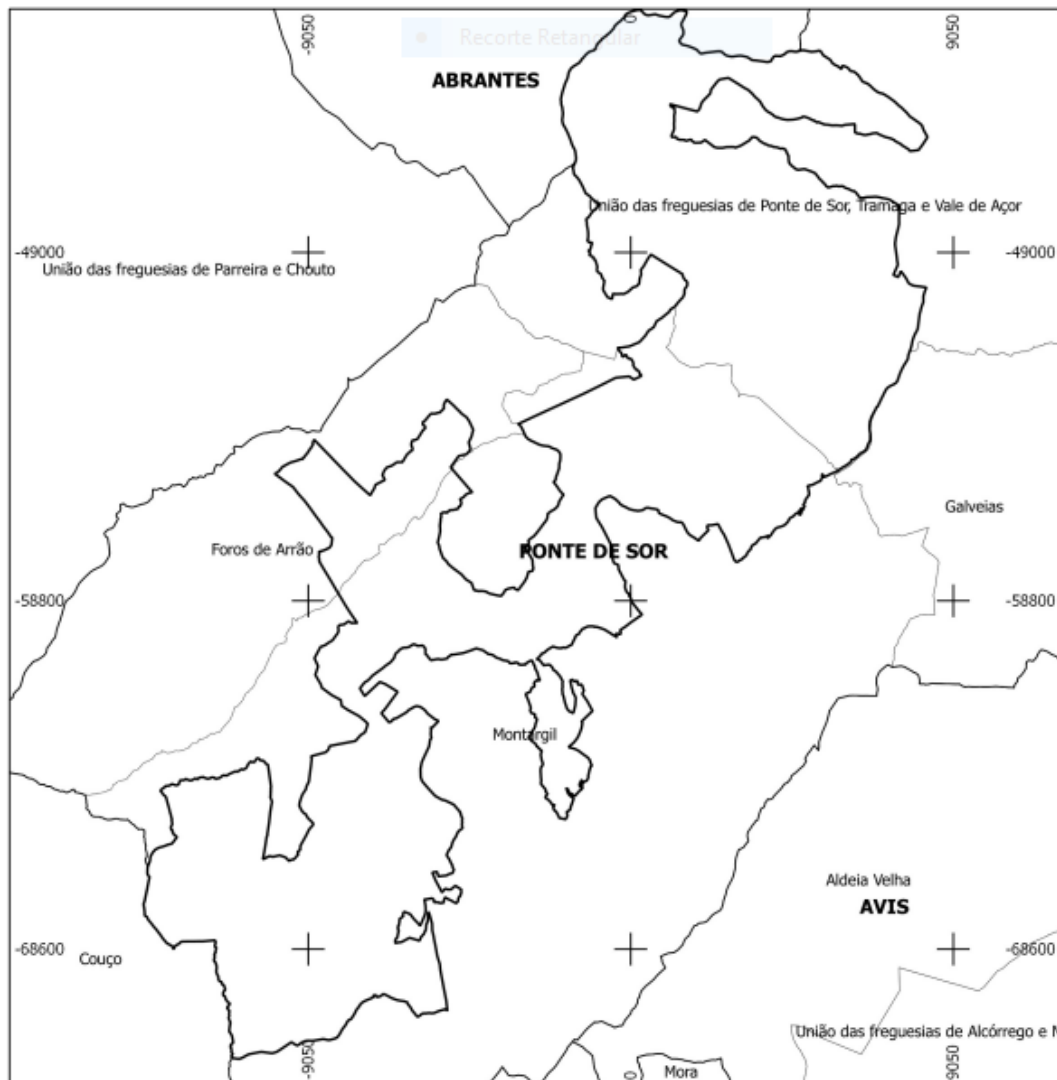 -9050
0
9050
Recorte Retangular
ABRANTES
União das freguesias de Ponte de Sor, Tramaga e Vale de Açor
-49000
-49000
União das freguesias de Parreira e Chouto
Galveias
Foros de Arrão
PONTE DE SOR
-58800
-58800
Montargil
Aldeia Velha
AVIS
-68600
-68600
Couço
União das freguesias de Alcórrego e M
-9050
0
9050
Mora